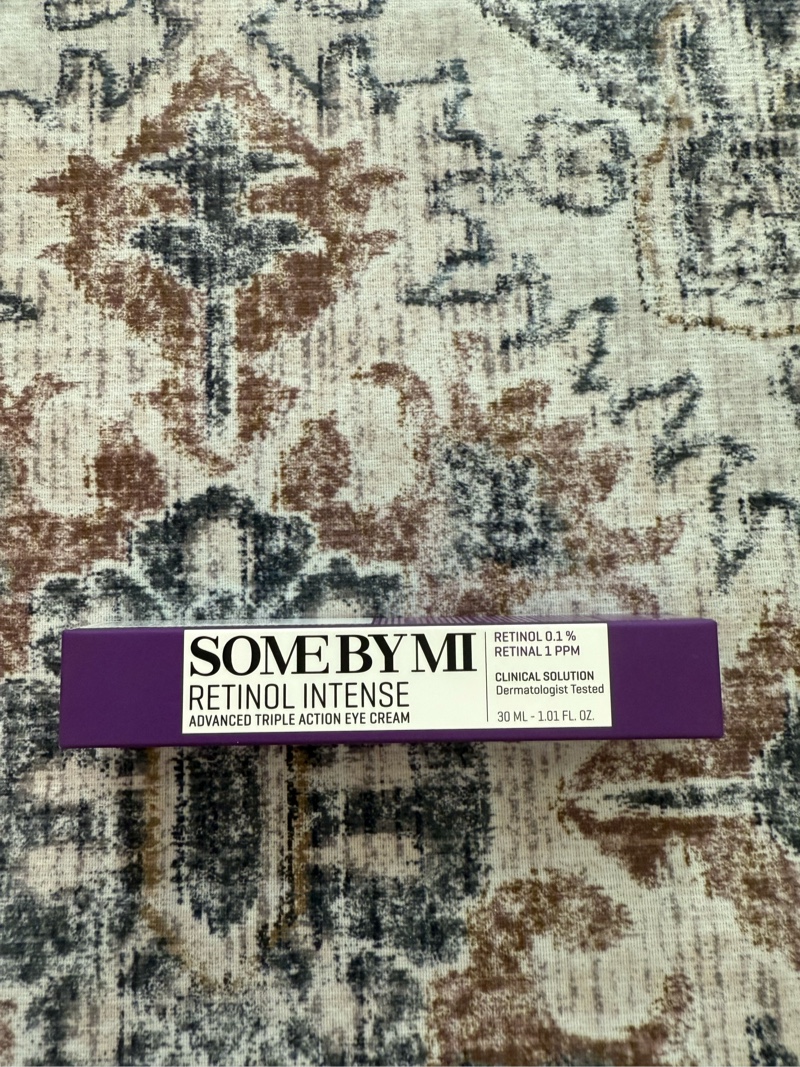 SOME BY MI
RETINOL INTENSE
ADVANCED TRIPLE ACTION EYE CREAM
RETINOL 0.1 %
RETINAL 1 PPM
CLINICAL SOLUTION
Dermatologist Tested
30 ML - 1.01 FL. OZ.